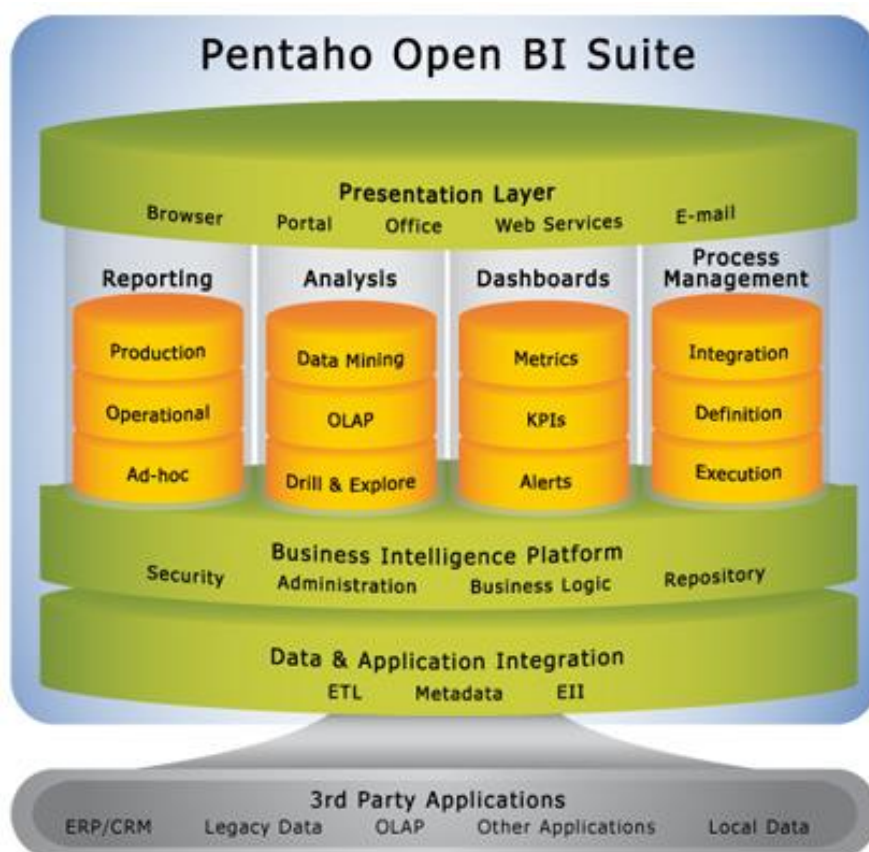 Pentaho Open BI Suite
Presentation Layer
Browser Portal Office Web Services E-mail
Reporting Analysis Dashboards Process Management
Production Data Mining Metrics Integration
Operational OLAP KPIs Definition
Ad-hoc Drill & Explore Alerts Execution
Business Intelligence Platform
Security Administration Business Logic Repository
Data & Application Integration
ETL Metadata EII
3rd Party Applications
ERP/CRM Legacy Data OLAP Other Applications Local Data